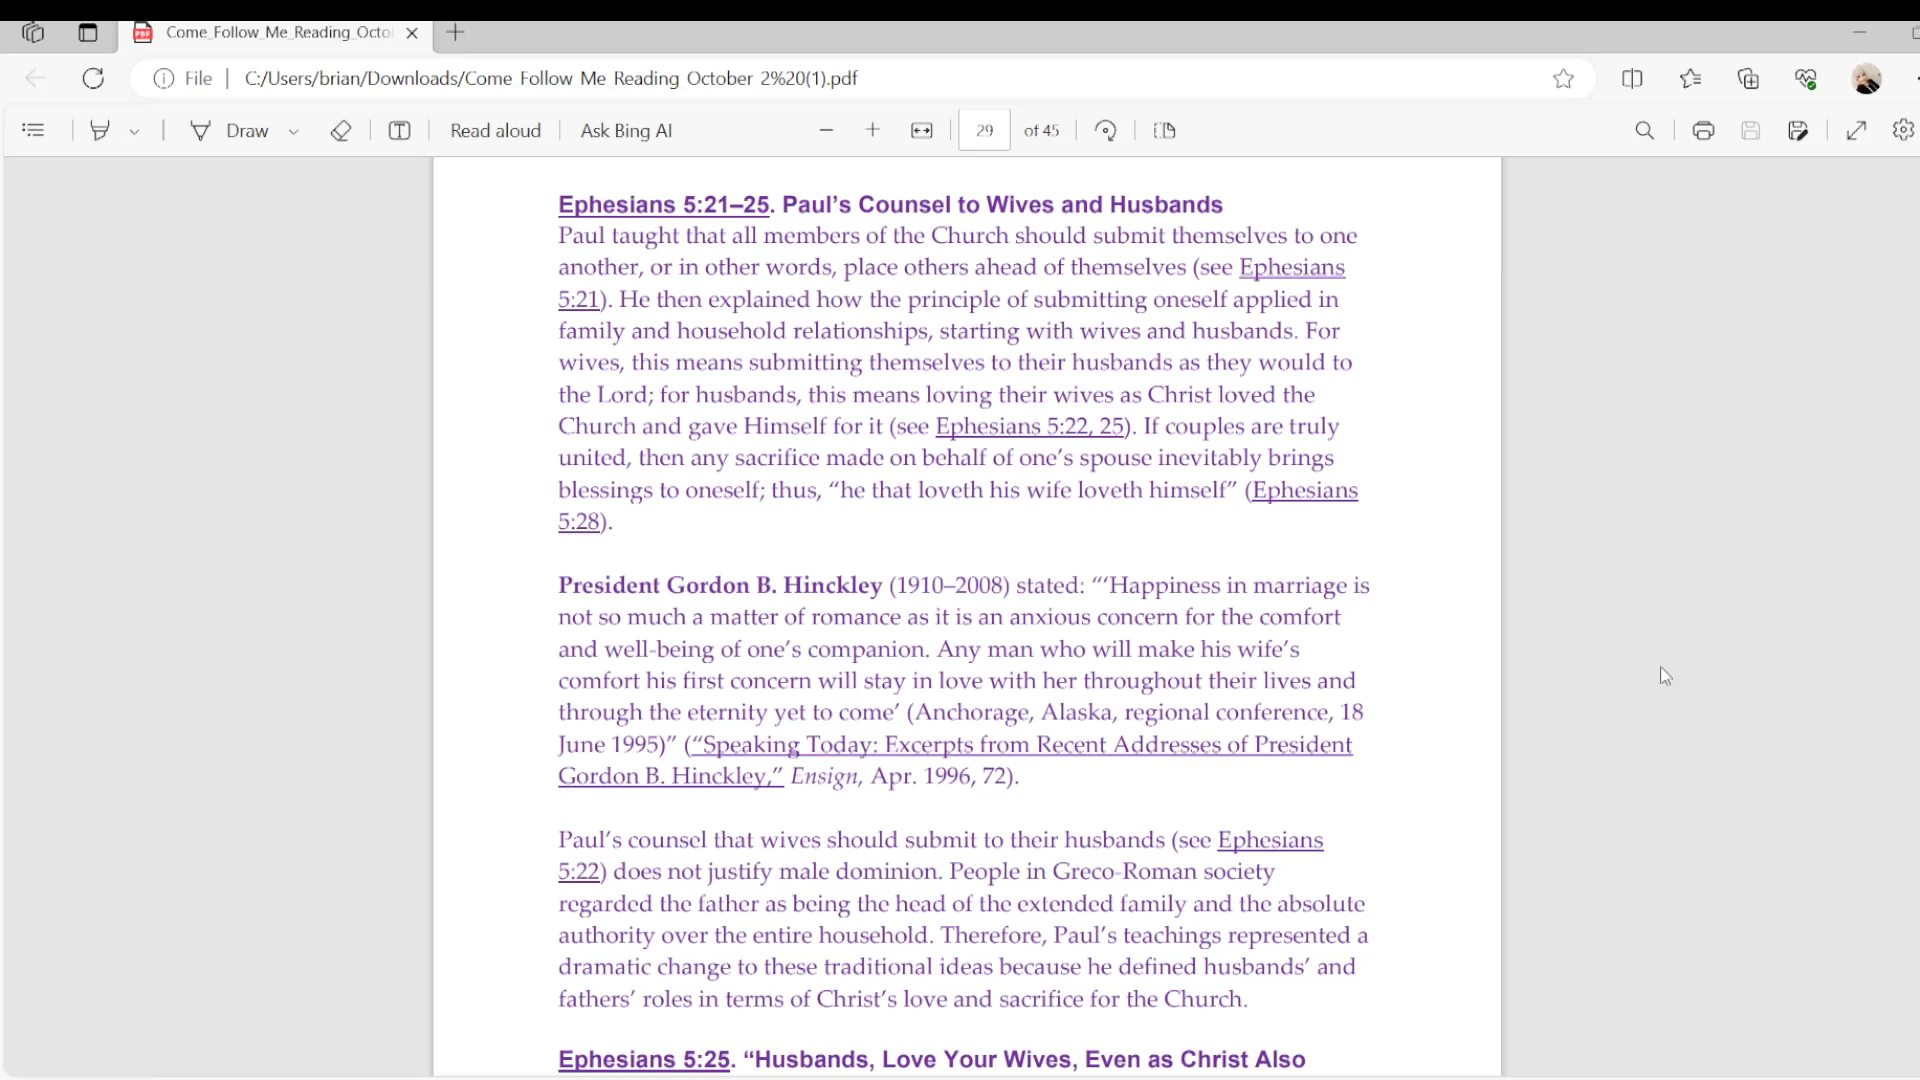 Come_Follow_Me_Reading_Octo
File | C:/Users/brian/Downloads/Come Follow Me Reading October 2%20(1).pdf
Draw Read aloud Ask Bing AI 29 of 45
Ephesians 5:21–25. Paul’s Counsel to Wives and Husbands
Paul taught that all members of the Church should submit themselves to one
another, or in other words, place others ahead of themselves (see Ephesians
5:21). He then explained how the principle of submitting oneself applied in
family and household relationships, starting with wives and husbands. For
wives, this means submitting themselves to their husbands as they would to
the Lord; for husbands, this means loving their wives as Christ loved the
Church and gave Himself for it (see Ephesians 5:22, 25). If couples are truly
united, then any sacrifice made on behalf of one’s spouse inevitably brings
blessings to oneself; thus, “he that loveth his wife loveth himself” (Ephesians
5:28).
President Gordon B. Hinckley (1910–2008) stated: “‘Happiness in marriage is
not so much a matter of romance as it is an anxious concern for the comfort
and well-being of one’s companion. Any man who will make his wife’s
comfort his first concern will stay in love with her throughout their lives and
through the eternity yet to come’ (Anchorage, Alaska, regional conference, 18
June 1995)” (“Speaking Today: Excerpts from Recent Addresses of President
Gordon B. Hinckley,” Ensign, Apr. 1996, 72).
Paul’s counsel that wives should submit to their husbands (see Ephesians
5:22) does not justify male dominion. People in Greco-Roman society
regarded the father as being the head of the extended family and the absolute
authority over the entire household. Therefore, Paul’s teachings represented a
dramatic change to these traditional ideas because he defined husbands’ and
fathers’ roles in terms of Christ’s love and sacrifice for the Church.
Ephesians 5:25. “Husbands, Love Your Wives, Even as Christ Also